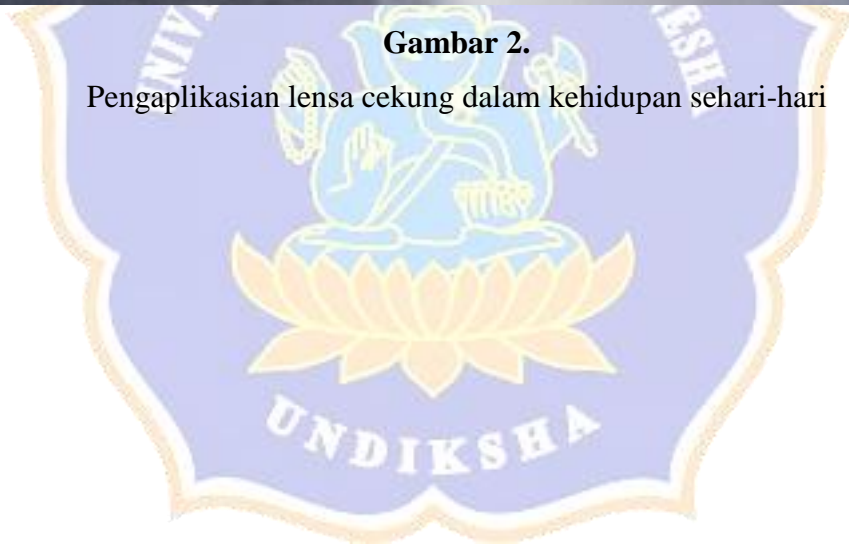 Gambar 2.
Pengaplikasian lensa cekung dalam kehidupan sehari-hari
UNDIKSHA